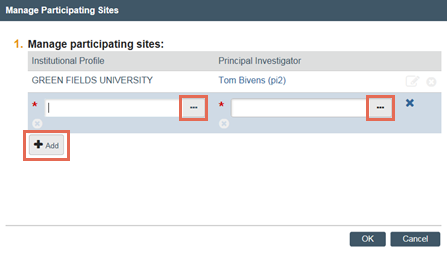 Manage Participating Sites
1. Manage participating sites:
Institutional Profile Principal Investigator
GREEN FIELDS UNIVERSITY Tom Bivens (pi2)
* ... * ...
+ Add
OK Cancel